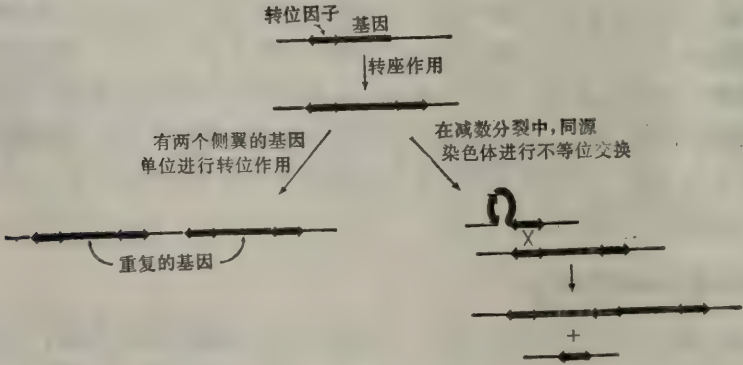 转位因子
基因
转座作用
有两个侧翼的基因
单位进行转位作用
在减数分裂中,同源
染色体进行不等位交换
X
重复的基因
+